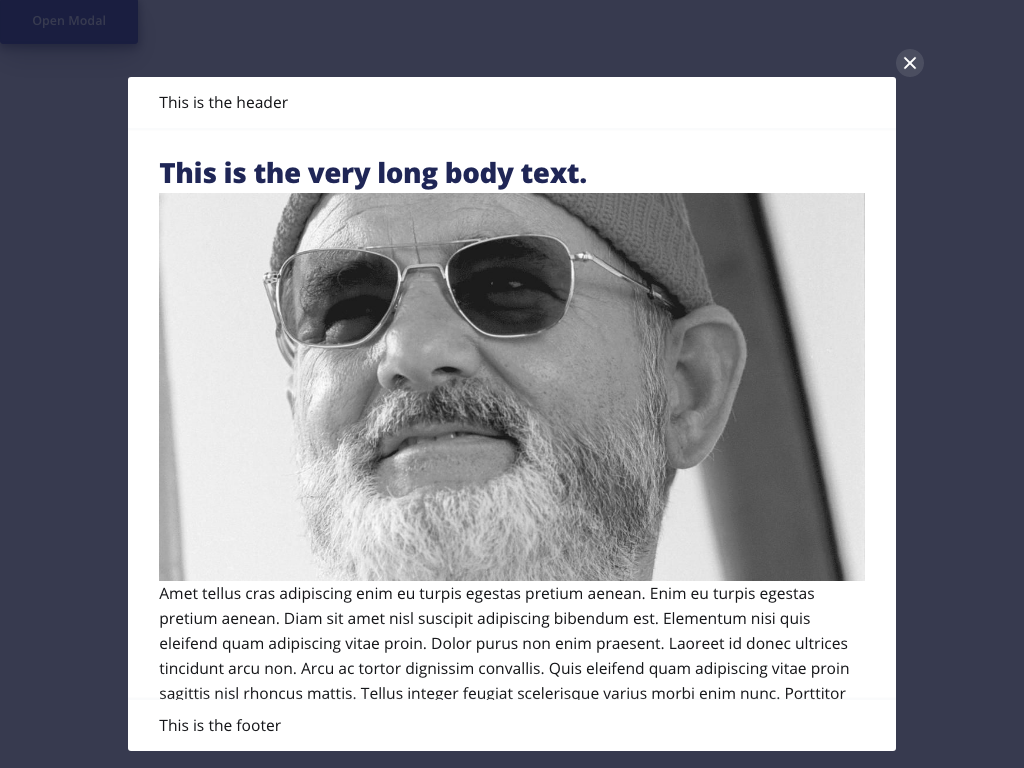 Open Modal
This is the header
This is the very long body text.
Amet tellus cras adipiscing enim eu turpis egestas pretium aenean. Enim eu turpis egestas
pretium aenean. Diam sit amet nisl suscipit adipiscing bibendum est. Elementum nisi quis
eleifend quam adipiscing vitae proin. Dolor purus non enim praesent. Laoreet id donec ultrices
tincidunt arcu non. Arcu ac tortor dignissim convallis. Quis eleifend quam adipiscing vitae proin
sagittis nisl rhoncus mattis. Tellus integer feugiat scelerisque varius morbi enim nunc. Porttitor
This is the footer